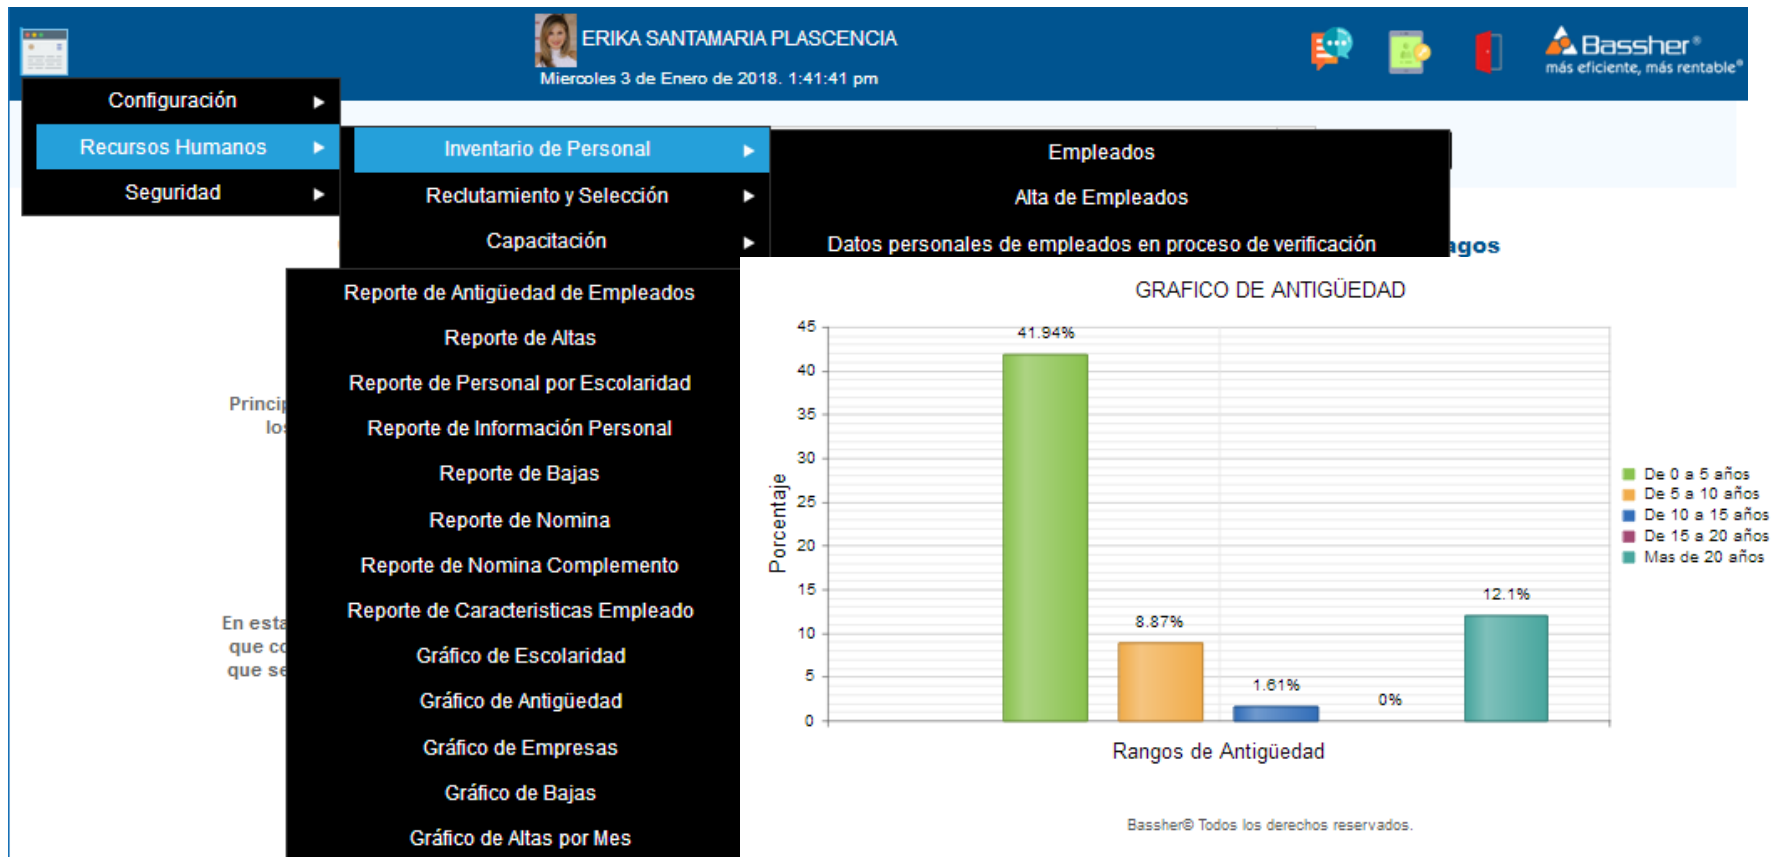 ERIKA SANTAMARIA PLASCENCIA
Miercoles 3 de Enero de 2018. 1:41:41 pm
Bassher®
más eficiente, más rentable®
Configuración
Recursos Humanos
Seguridad
Inventario de Personal
Reclutamiento y Selección
Capacitación
Empleados
Alta de Empleados
Datos personales de empleados en proceso de verificación
Reporte de Antigüedad de Empleados
Reporte de Altas
Reporte de Personal por Escolaridad
Reporte de Información Personal
Reporte de Bajas
Reporte de Nomina
Reporte de Nomina Complemento
Reporte de Caracteristicas Empleado
Gráfico de Escolaridad
Gráfico de Antigüedad
Gráfico de Empresas
Gráfico de Bajas
Gráfico de Altas por Mes
En esta
que
que se
GRAFICO DE ANTIGÜEDAD
Porcentaje
45
40
35
30
25
20
15
10
5
0
41.94%
8.87%
1.61%
0%
12.1%
Rangos de Antigüedad
De 0 a 5 años
De 5 a 10 años
De 10 a 15 años
De 15 a 20 años
Mas de 20 años
Bassher® Todos los derechos reservados.